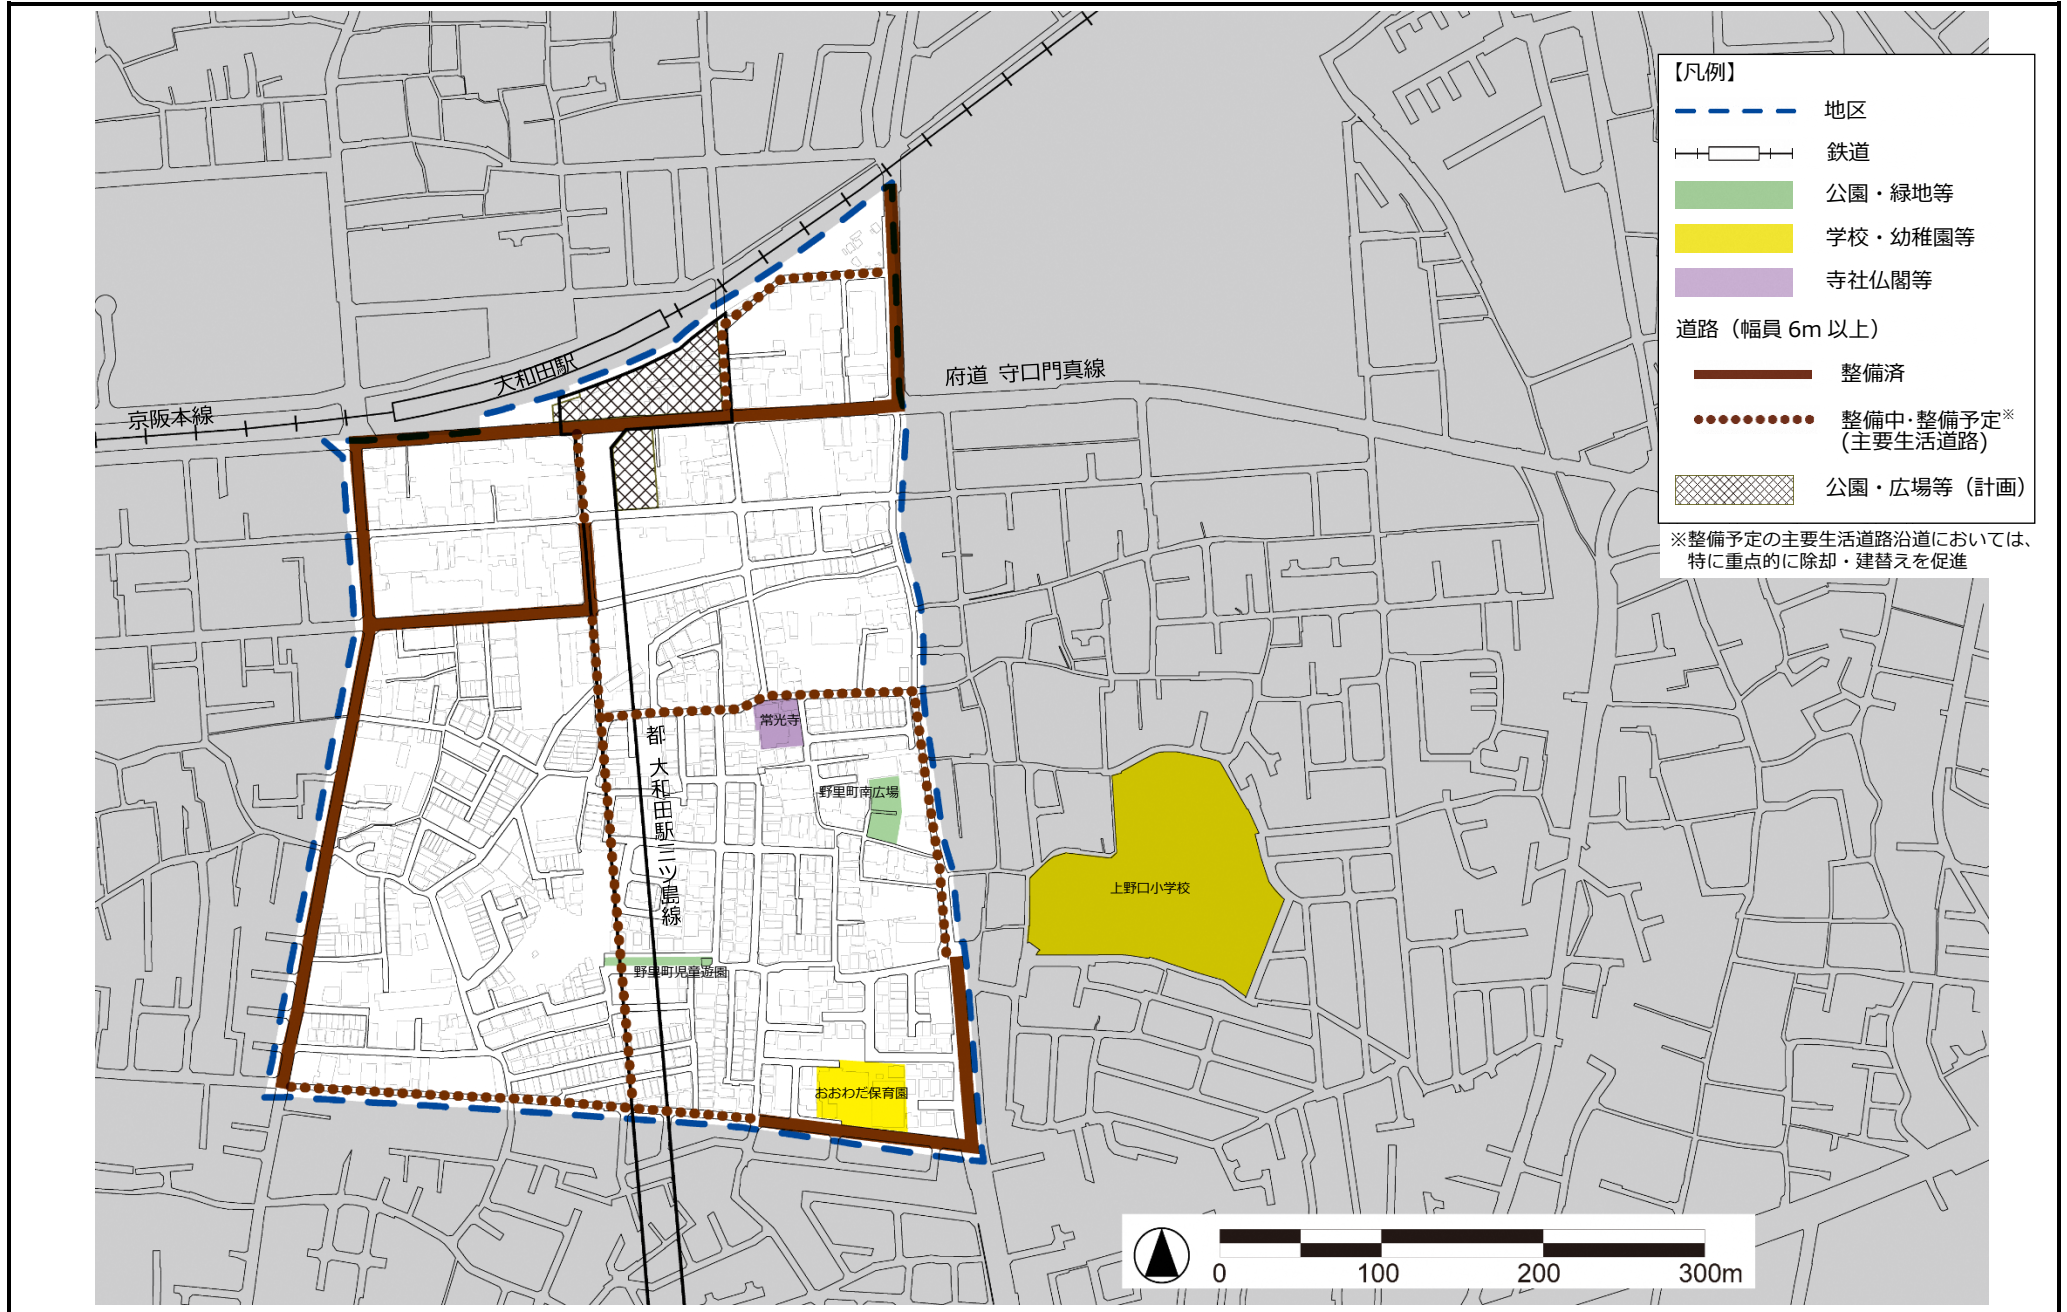 【凡例】
地区
鉄道
公園・緑地等
学校・幼稚園等
寺社仏閣等
道路（幅員 6m 以上）
整備済
整備中･整備予定※
(主要生活道路)
公園・広場等（計画）
※整備予定の主要生活道路沿道においては、
特に重点的に除却・建替えを促進
大和田駅
京阪本線
府道 守口門真線
常光寺
都 大和田駅三ツ島線
野里町南広場
上野口小学校
野里町児童遊園
おおわだ保育園
0 100 200 300m